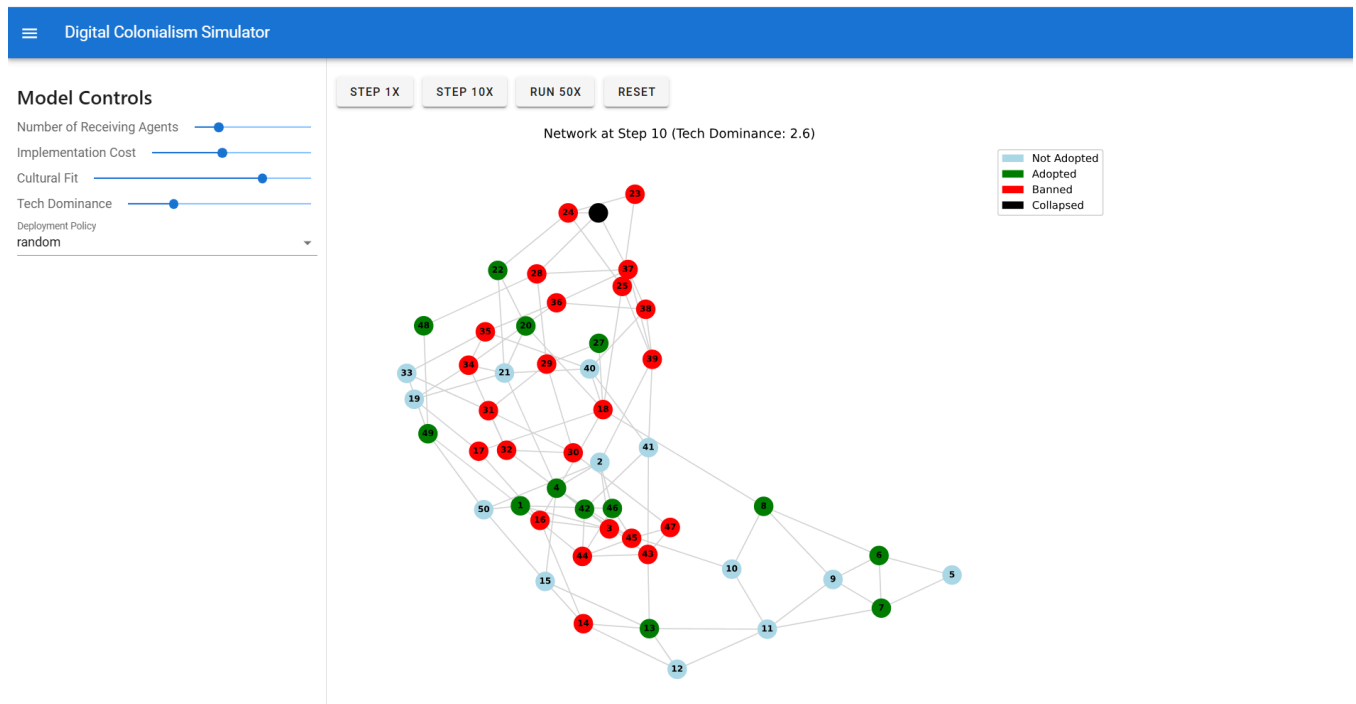 Digital Colonialism Simulator
Model Controls
Number of Receiving Agents
Implementation Cost
Cultural Fit
Tech Dominance
Deployment Policy
random
STEP 1X
STEP 10X
RUN 50X
RESET
Network at Step 10 (Tech Dominance: 2.6)
Not Adopted
Adopted
Banned
Collapsed
23
24
22
28
37
25
36
38
48
20
35
27
39
34
29
40
33
21
19
31
18
49
41
17
32
30
2
4
50
1
42
46
8
16
3
47
45
44
43
6
10
5
9
15
7
14
13
11
12